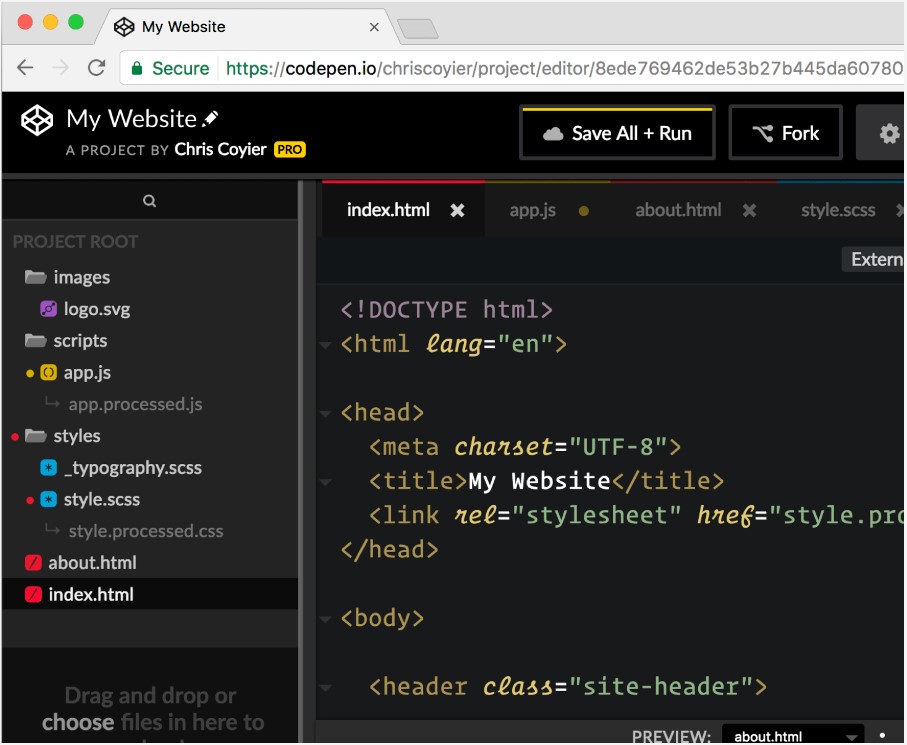 My Website
Secure https://codepen.io/chriscoyier/project/editor/8ede769462de53b27b445da60780
My Website
A PROJECT BY Chris Coyier PRO
Save All + Run
Fork
PROJECT ROOT
images
logo.svg
scripts
app.js
app.processed.js
styles
_typography.scss
style.scss
style.processed.css
about.html
index.html
Drag and drop or
choose files in here to
index.html app.js about.html style.scss
Extern
<!DOCTYPE html>
<html lang="en">
<head>
<meta charset="UTF-8">
<title>My Website</title>
<link rel="stylesheet" href="style.pro
</head>
<body>
<header class="site-header">
PREVIEW: about.html